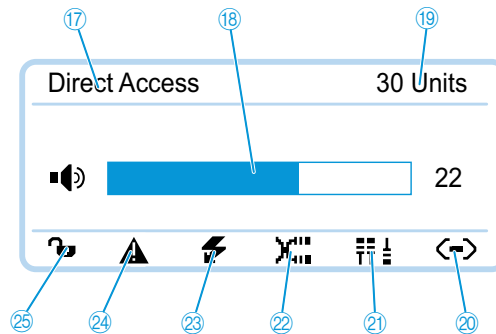 ⑰ ⑱ ⑲
Direct Access 30 Units
22
㉕ ㉔ ㉓ ㉒ ㉑ ⑳